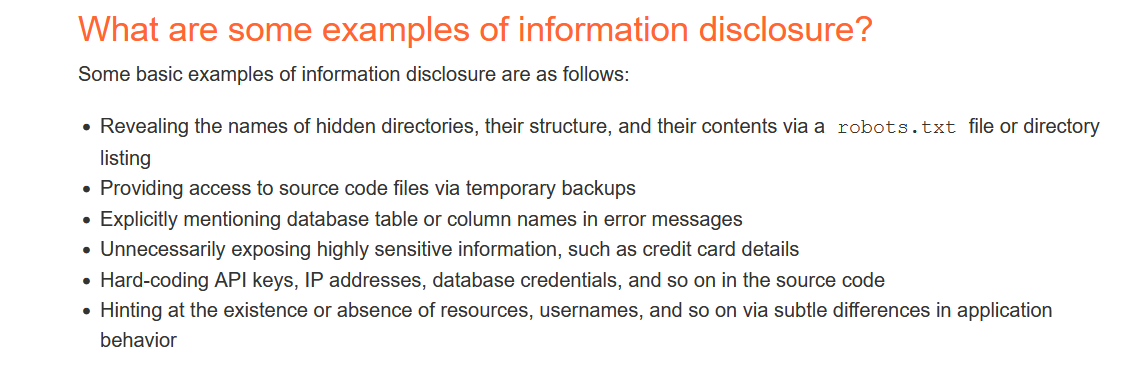 What are some examples of information disclosure?
Some basic examples of information disclosure are as follows:
• Revealing the names of hidden directories, their structure, and their contents via a robots.txt file or directory
listing
• Providing access to source code files via temporary backups
• Explicitly mentioning database table or column names in error messages
• Unnecessarily exposing highly sensitive information, such as credit card details
• Hard-coding API keys, IP addresses, database credentials, and so on in the source code
• Hinting at the existence or absence of resources, usernames, and so on via subtle differences in application
behavior